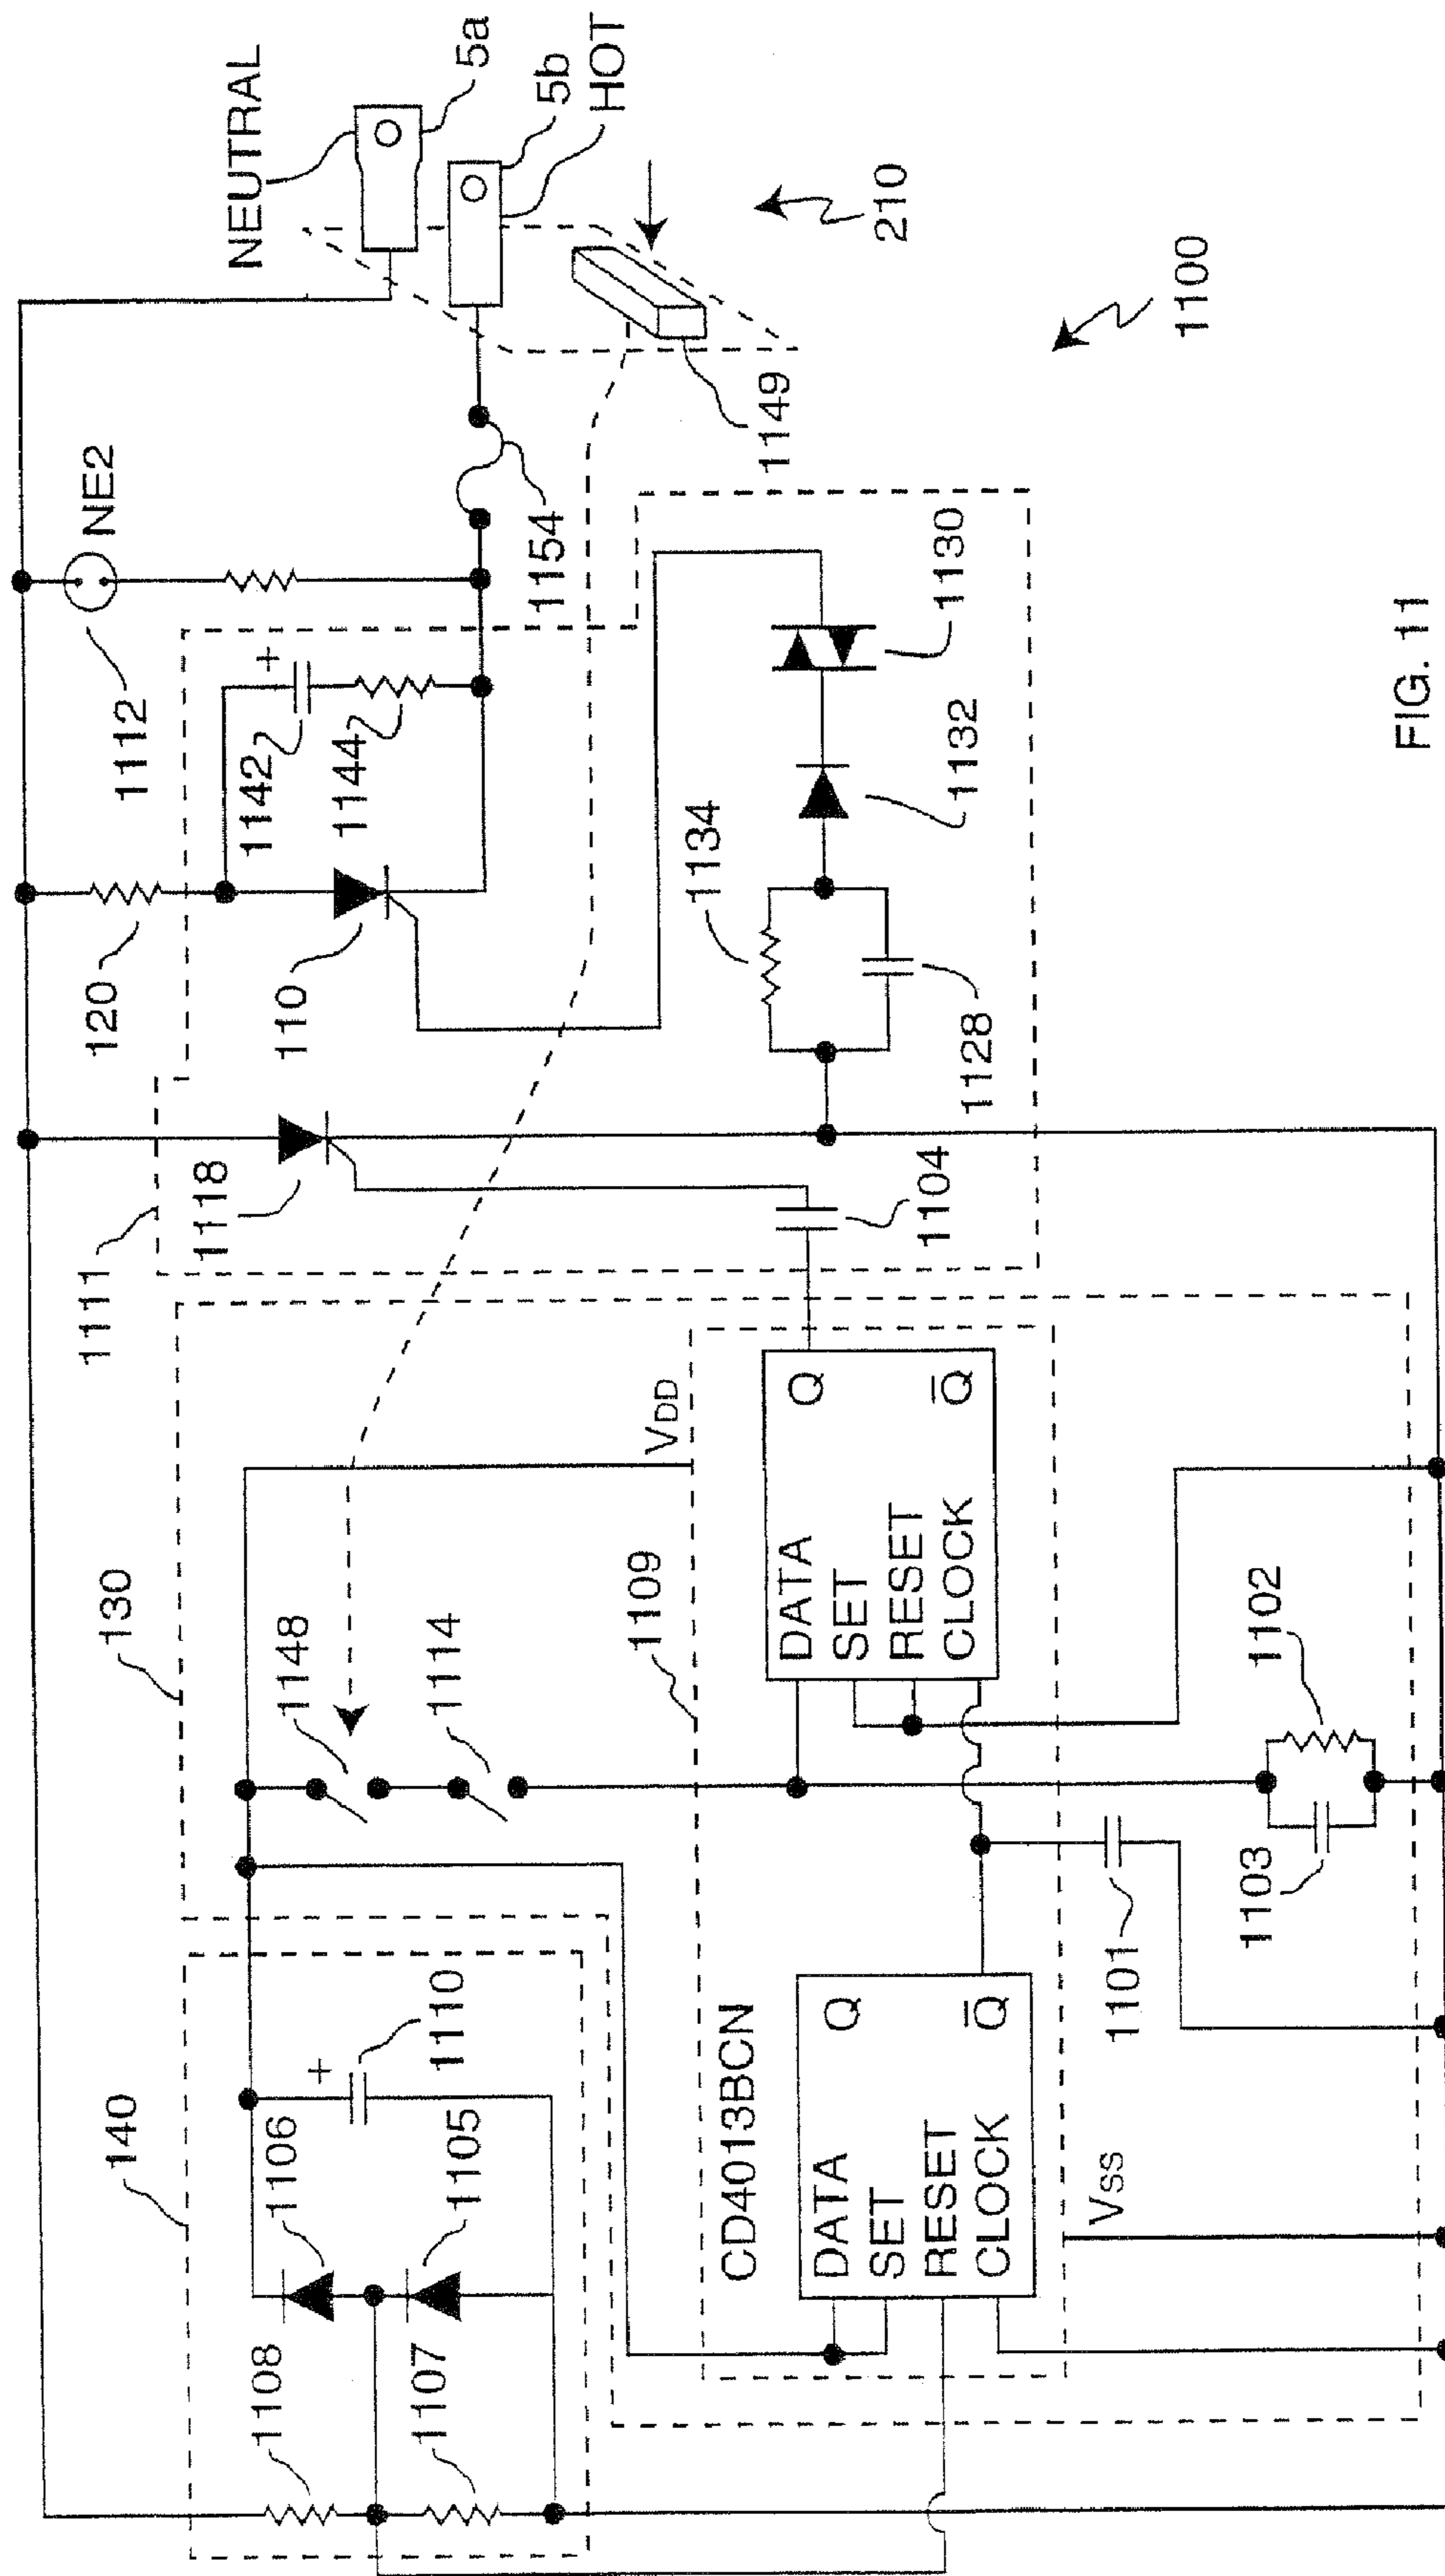 NEUTRAL
5a
5b
HOT
210
1100
1149
NE2
1112
1154
1142
+
1144
120
110
1130
1132
1134
1128
1111
1118
1104
130
VDD
1148
1114
1109
DATA
SET
RESET
CLOCK
Q
Q̅
1102
1103
1101
140
+
1110
1106
1105
1108
1107
CD4013BCN
DATA
SET
RESET
CLOCK
Q
Q̅
VSS
FIG. 11